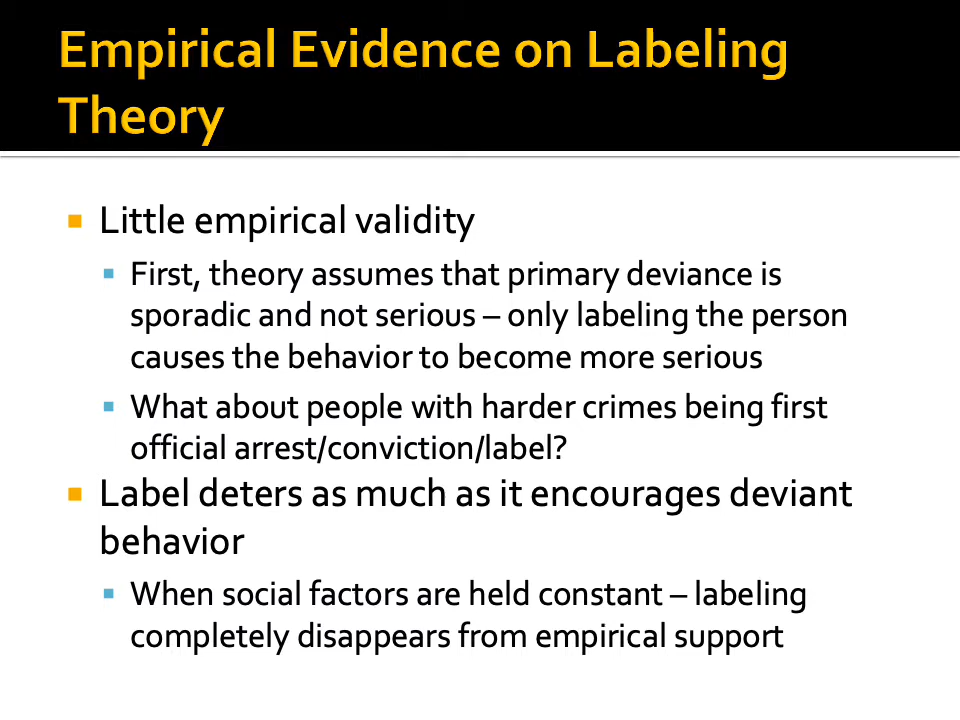 Empirical Evidence on Labeling
Theory
Little empirical validity
First, theory assumes that primary deviance is
sporadic and not serious – only labeling the person
causes the behavior to become more serious
What about people with harder crimes being first
official arrest/conviction/label?
Label deters as much as it encourages deviant
behavior
When social factors are held constant – labeling
completely disappears from empirical support